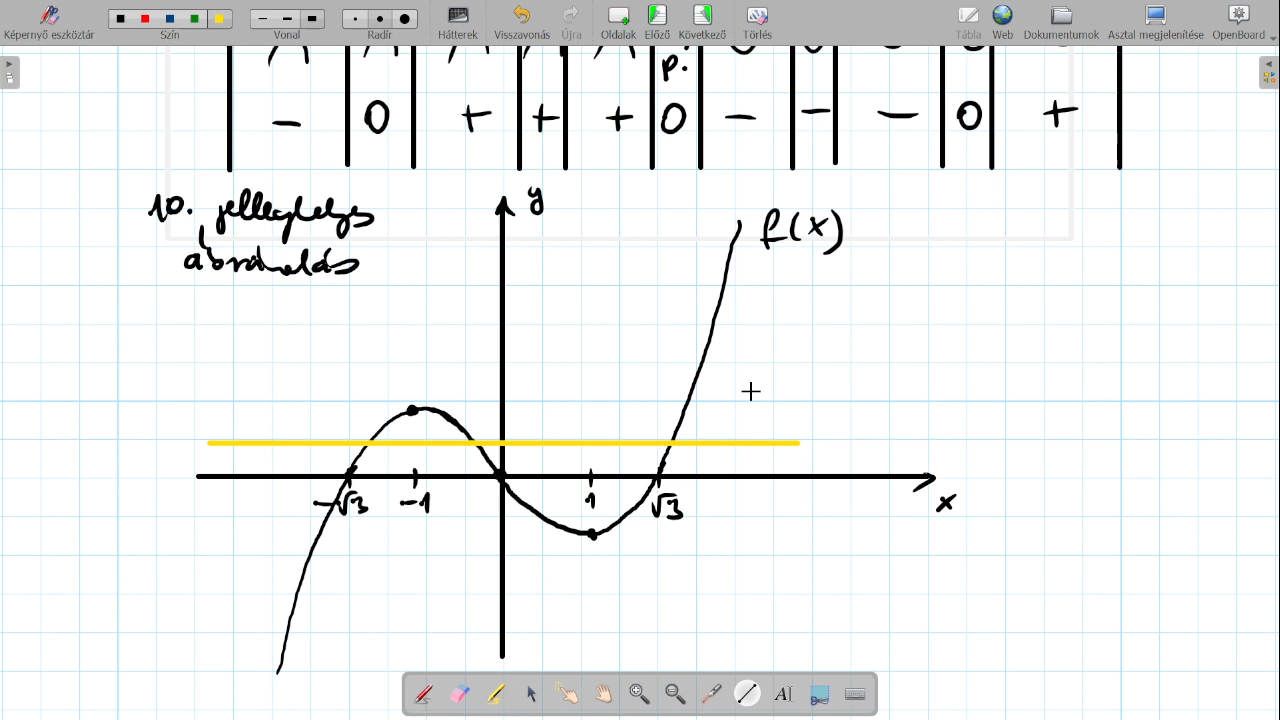 Képernyő eszköztár Szín Vonal Radír Hátterek Visszavonás Újra Oldalak Előző Következő Törlés Tábla Web Dokumentumok Asztal megjelenítése OpenBoard
p.
- 0 + + + 0 - - - 0 +
10. jelleghelyes
ábrázolás
y
f(x)
-√3 -1 1 √3
x